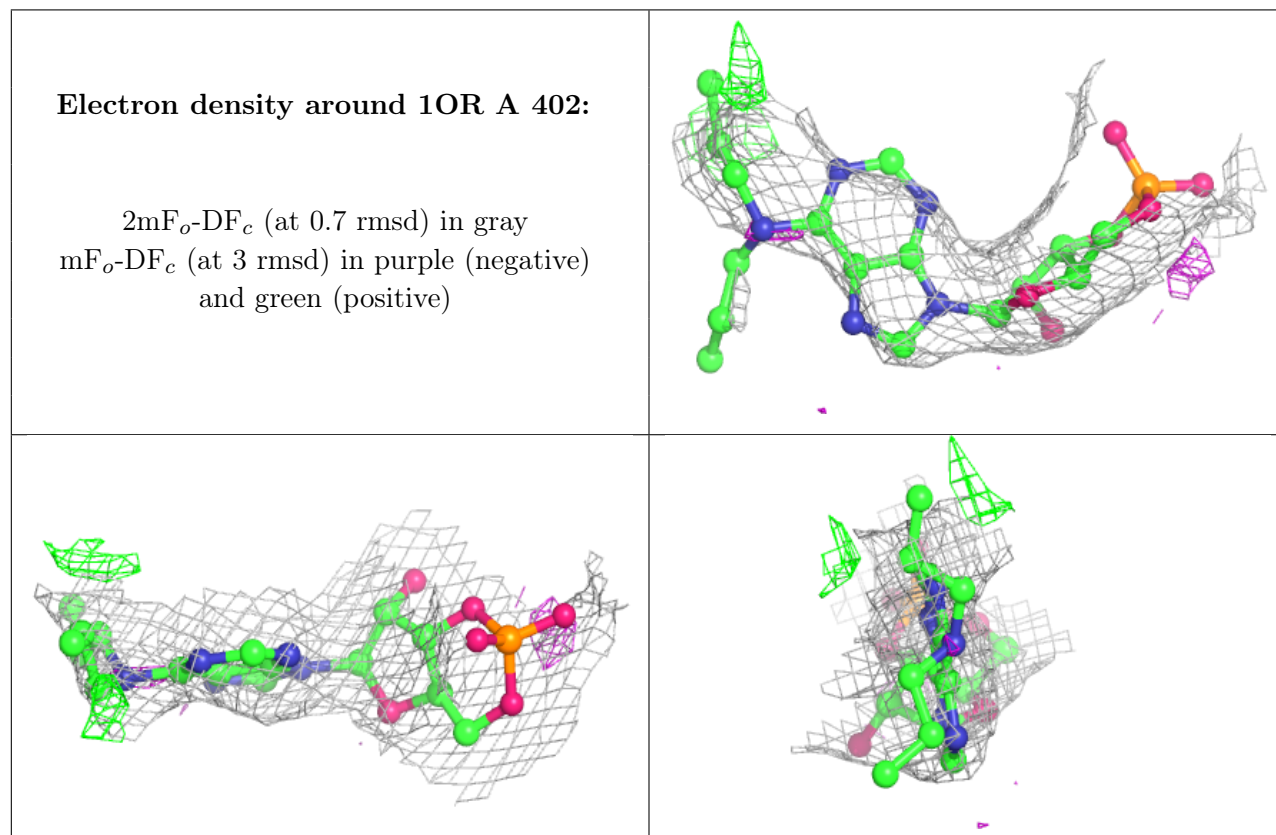 Electron density around 1OR A 402:
2mFo-DFc (at 0.7 rmsd) in gray
mFo-DFc (at 3 rmsd) in purple (negative)
and green (positive)